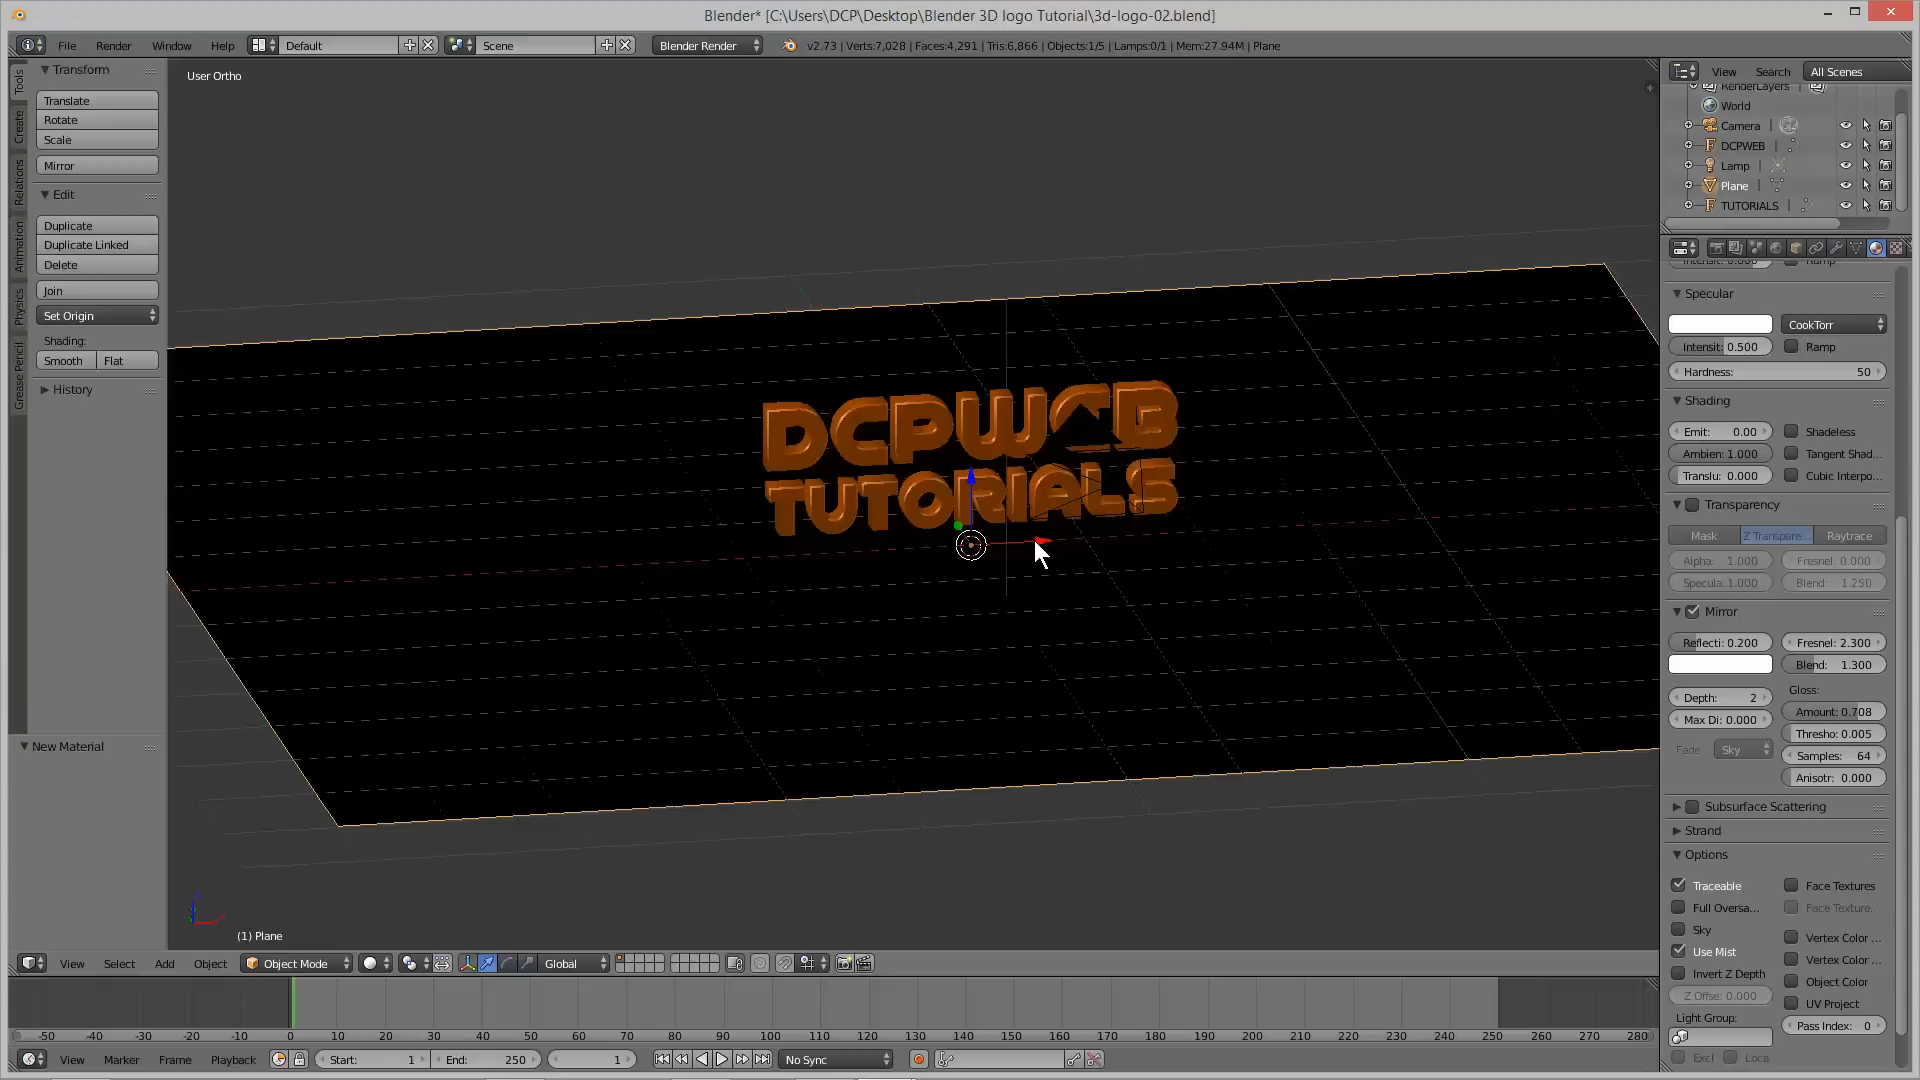 Blender* [C:\Users\DCP\Desktop\Blender 3D logo Tutorial\3d-logo-02.blend]
File Render Window Help Default Scene Blender Render v2.73 | Verts:7,028 | Faces:4,291 | Tris:6,866 | Objects:1/5 | Lamps:0/1 | Mem:27.94M | Plane
Tools
Create
Relations
Animation
Physics
Grease Pencil
Transform
Translate
Rotate
Scale
Mirror
Edit
Duplicate
Duplicate Linked
Delete
Join
Set Origin
Shading:
Smooth Flat
History
New Material
User Ortho
DCPWEB
TUTORIALS
(1) Plane
View Search All Scenes
RenderLayers
World
Camera
DCPWEB
Lamp
Plane
TUTORIALS
Intensit: 0.800 Ramp
Specular
CookTorr
Intensit: 0.500 Ramp
Hardness: 50
Shading
Emit: 0.00 Shadeless
Ambien: 1.000 Tangent Shad...
Translu: 0.000 Cubic Interpo...
Transparency
Mask Z Transpare... Raytrace
Alpha: 1.000 Fresnel: 0.000
Specula: 1.000 Blend: 1.250
Mirror
Reflecti: 0.200 Fresnel: 2.300
Blend: 1.300
Depth: 2 Gloss:
Max Di: 0.000 Amount: 0.708
Thresho: 0.005
Fade: Sky Samples: 64
Anisotr: 0.000
Subsurface Scattering
Strand
Options
Traceable Face Textures
Full Oversa... Face Texture...
Sky Vertex Color ...
Use Mist Vertex Color ...
Invert Z Depth Object Color
Z Offse: 0.000 UV Project
Light Group: Pass Index: 0
Excl Loca
View Select Add Object Object Mode Global
-50 -40 -30 -20 -10 0 10 20 30 40 50 60 70 80 90 100 110 120 130 140 150 160 170 180 190 200 210 220 230 240 250 260 270 280
View Marker Frame Playback Start: 1 End: 250 1 No Sync